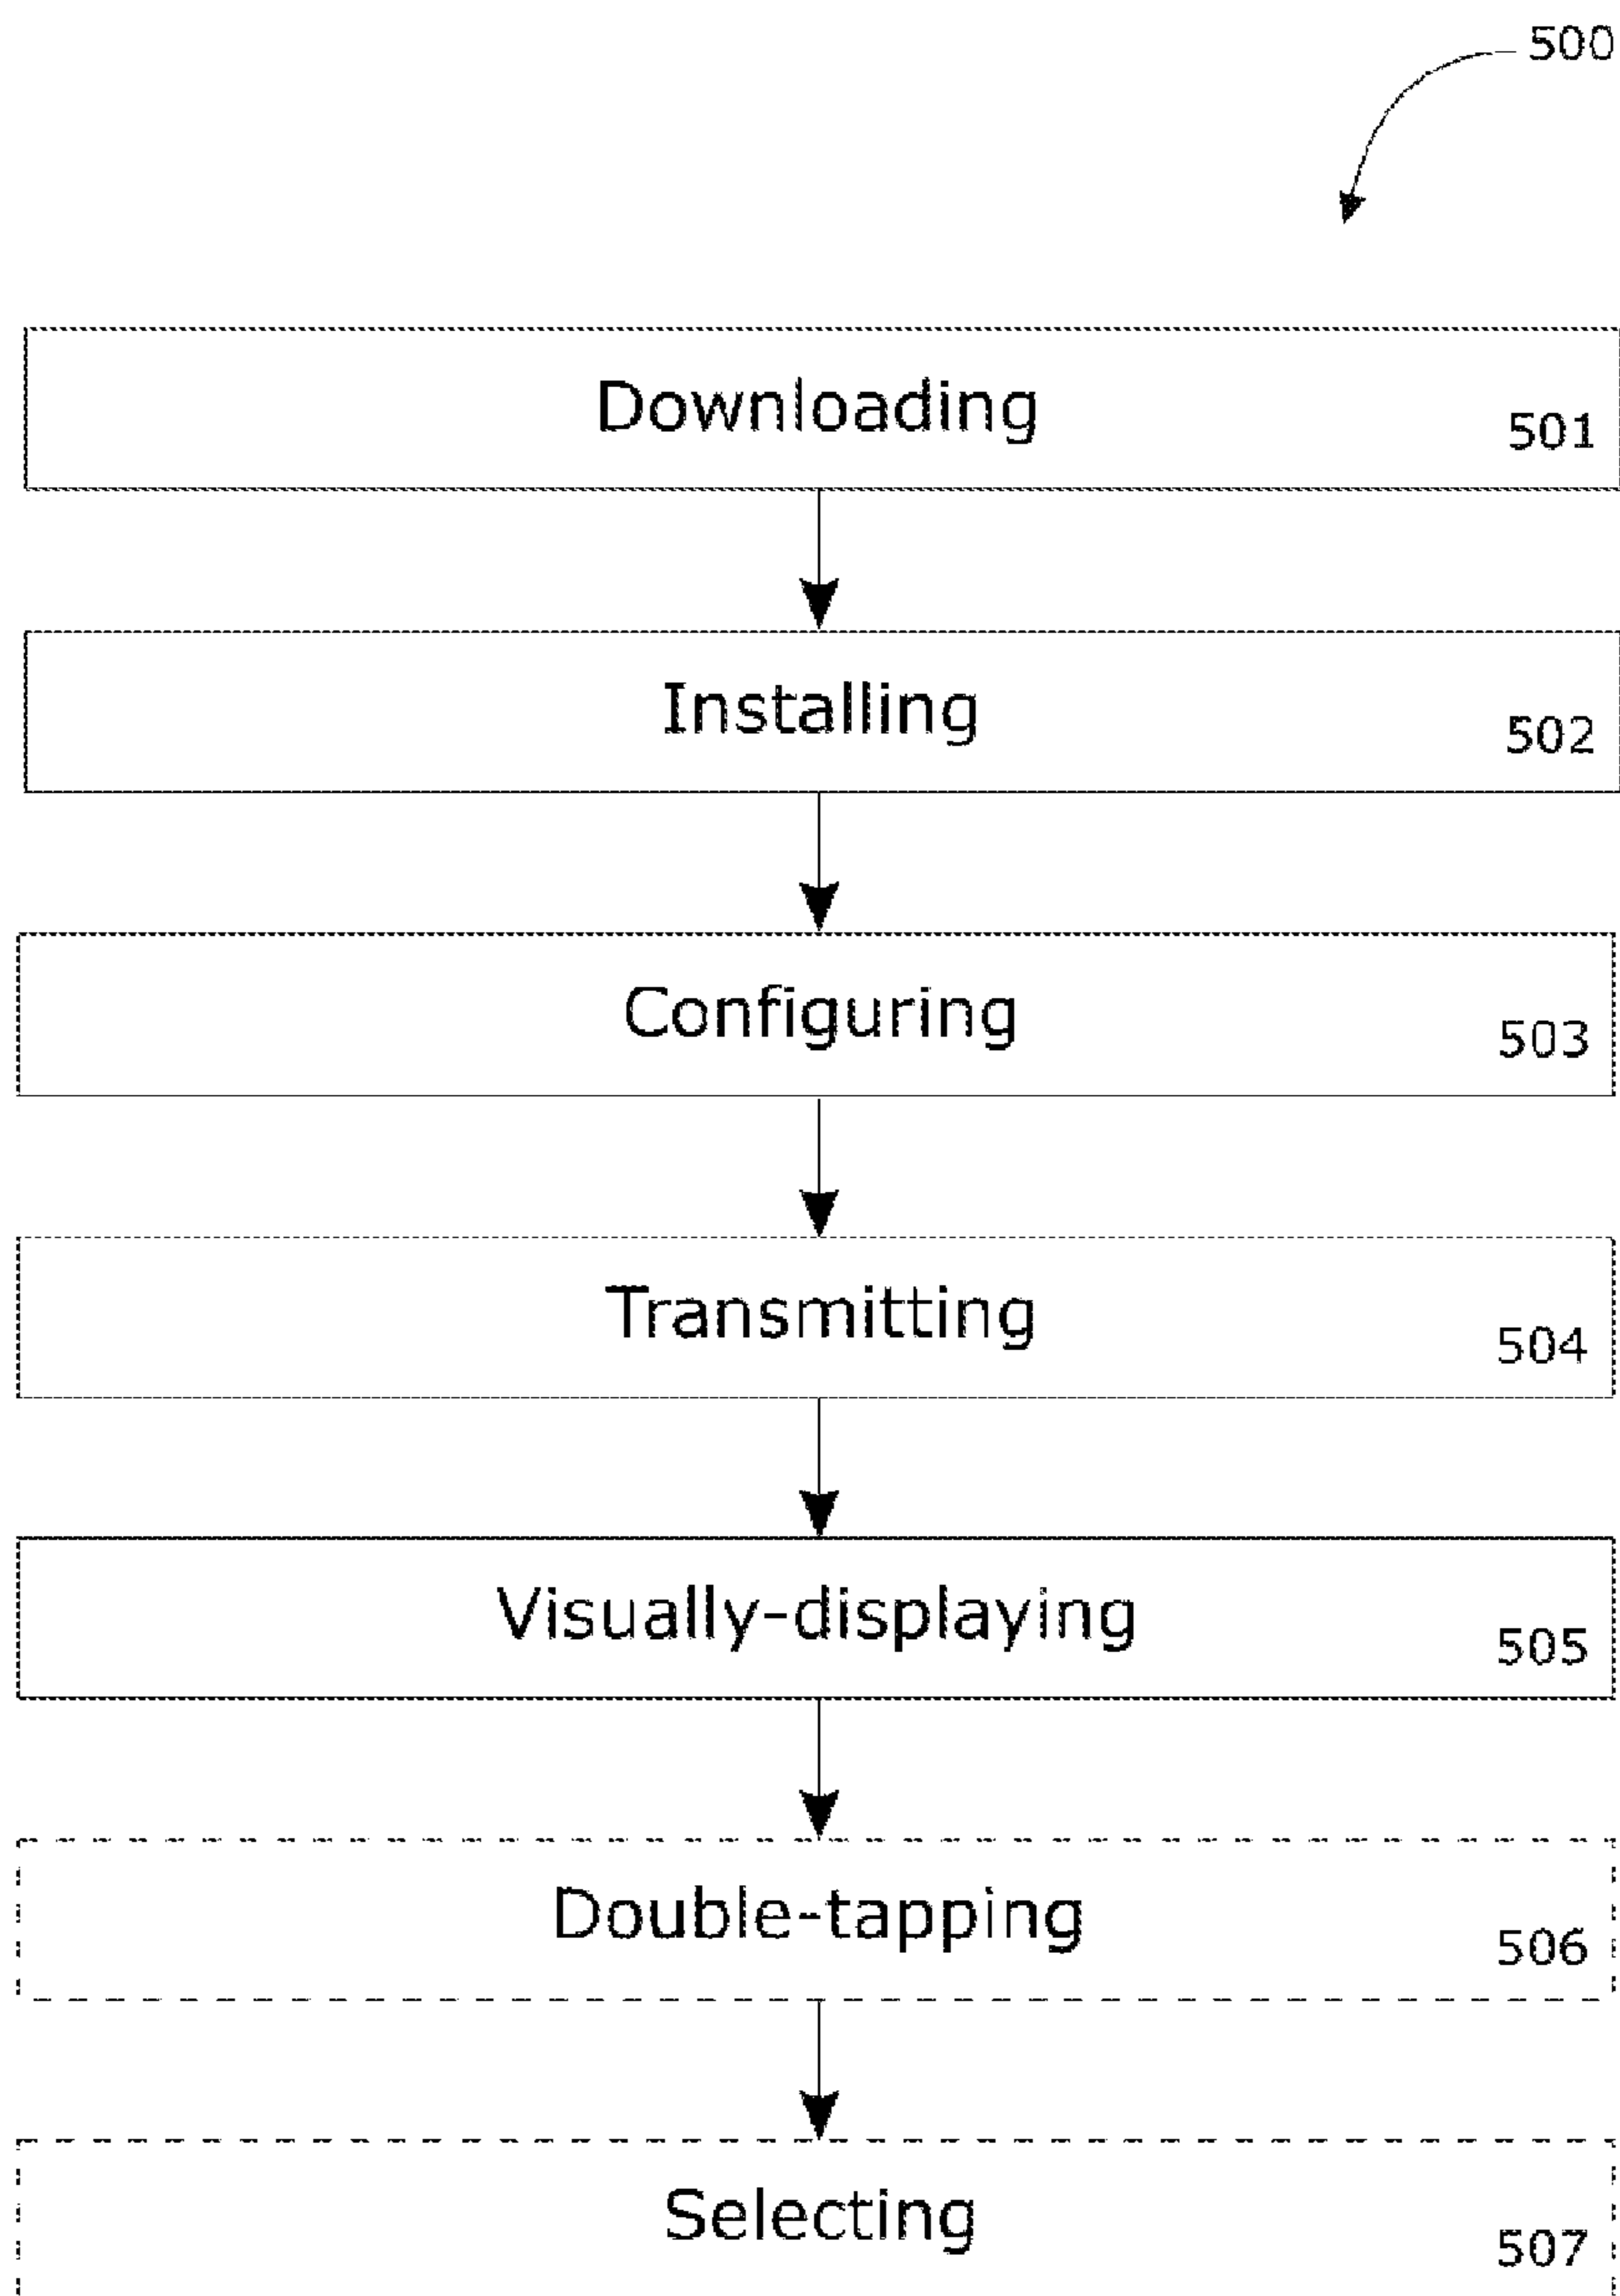 500
Downloading
501
Installing
502
Configuring
503
Transmitting
504
Visually-displaying
505
Double-tapping
506
Selecting
507